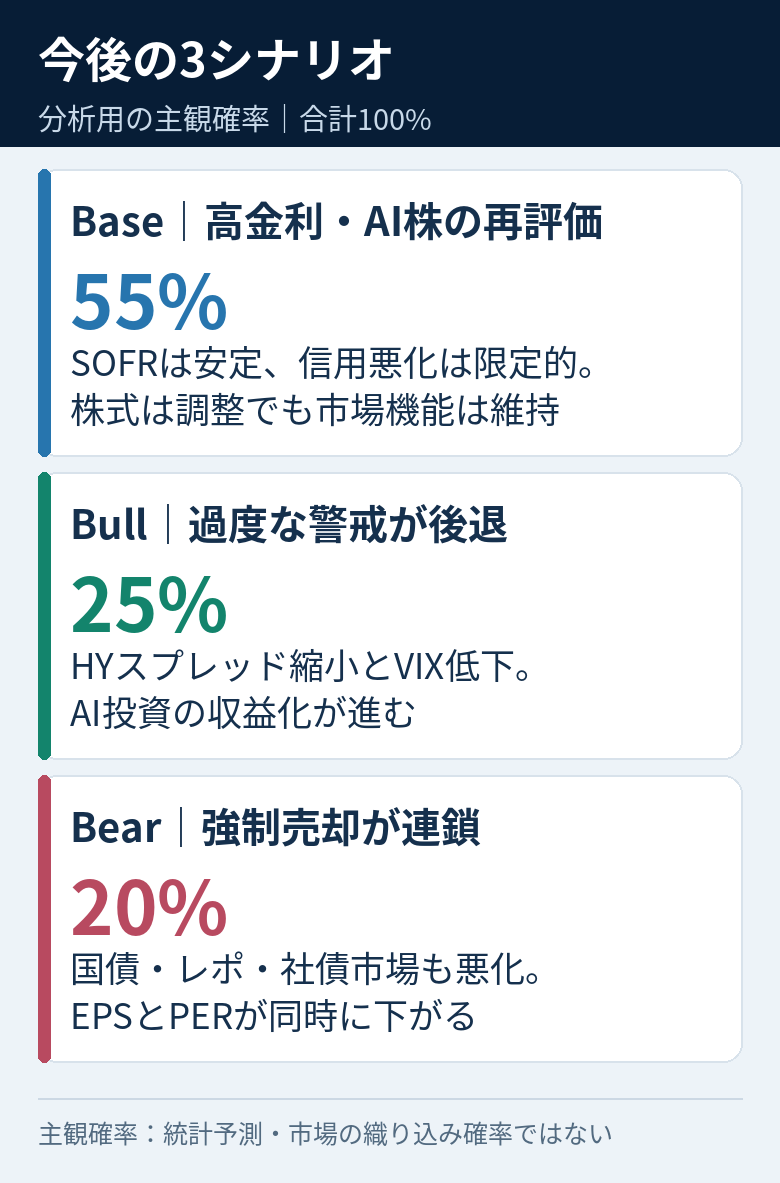 今後の3シナリオ
分析用の主観確率｜合計100%
Base｜高金利・AI株の再評価
55%
SOFRは安定、信用悪化は限定的。
株式は調整でも市場機能は維持
Bull｜過度な警戒が後退
25%
HYスプレッド縮小とVIX低下。
AI投資の収益化が進む
Bear｜強制売却が連鎖
20%
国債・レポ・社債市場も悪化。
EPSとPERが同時に下がる
主観確率：統計予測・市場の織り込み確率ではない